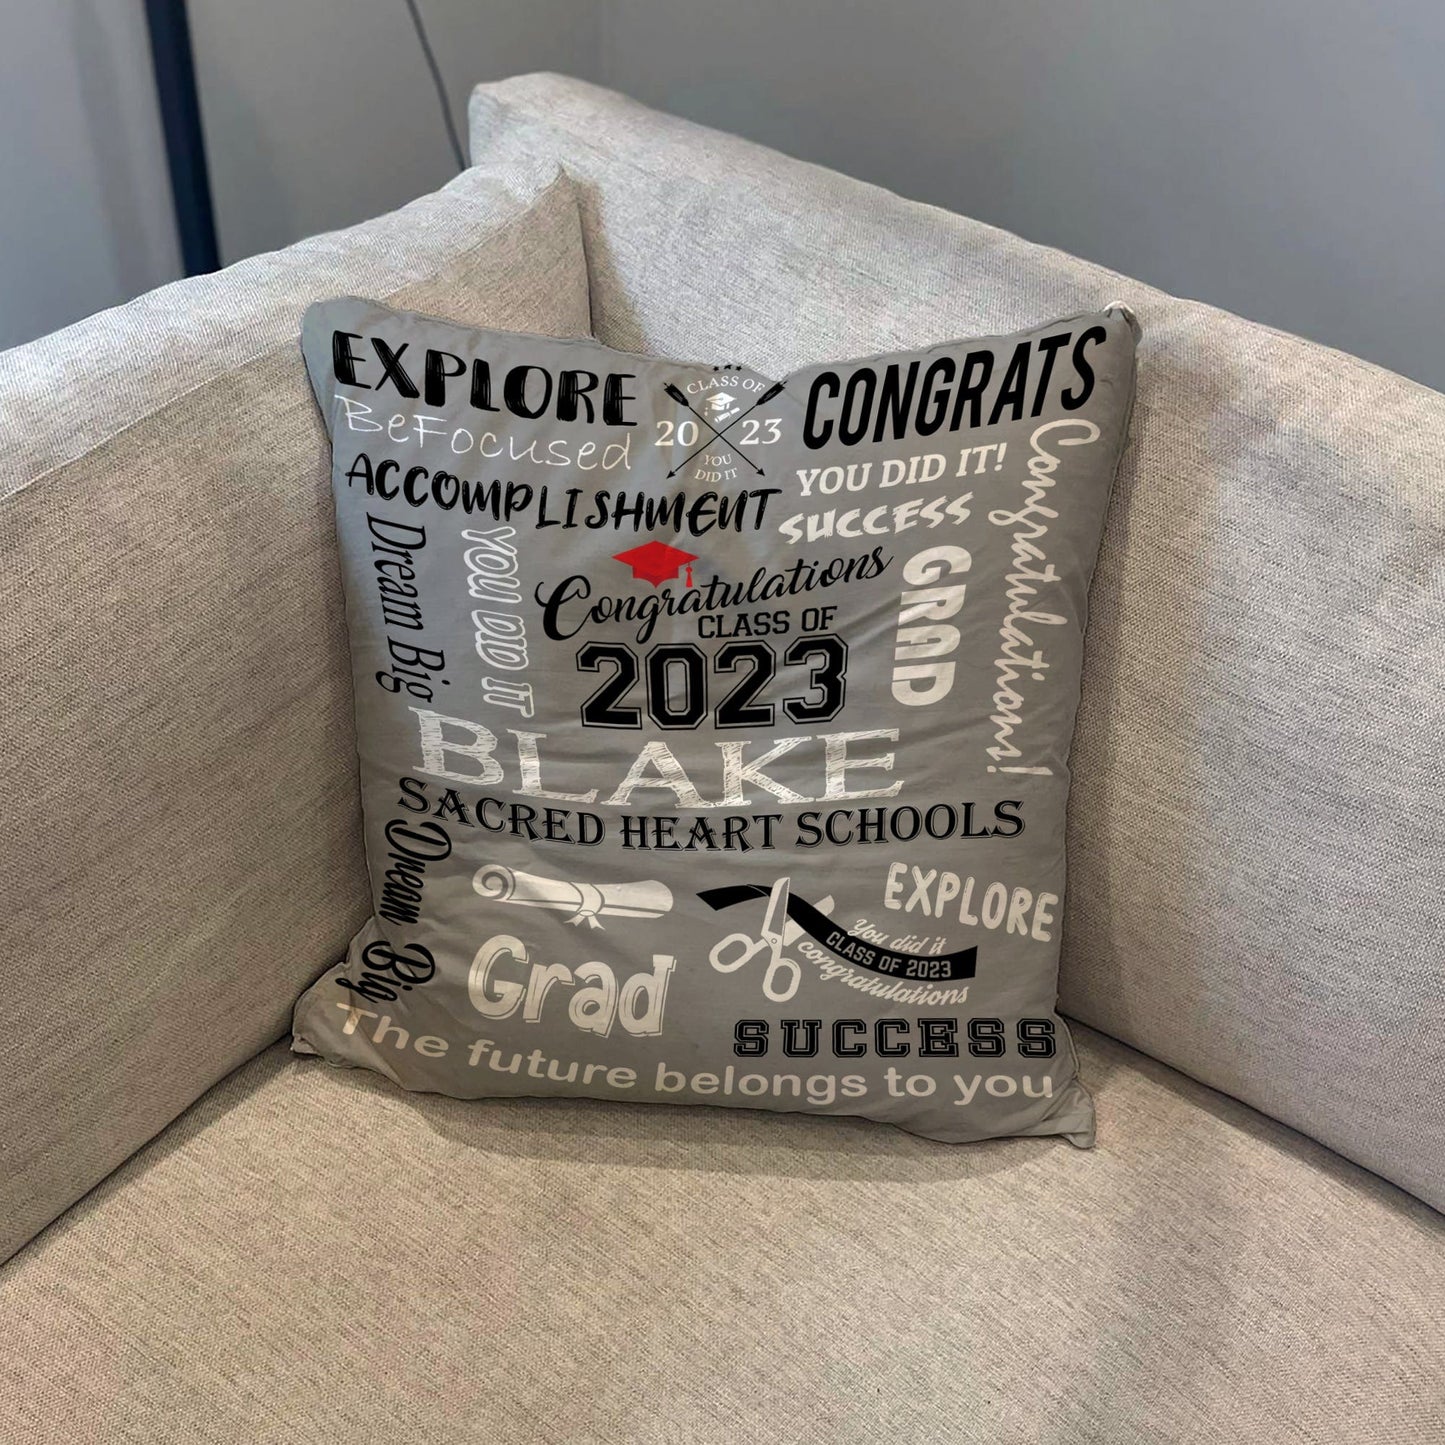 EXPLORE
BeFocused
CLASS OF
20 23
YOU
DID IT
CONGRATS
YOU DID IT!
ACCOMPLISHMENT
SUCCESS
Dream Big
YOU DID IT
Congratulations
CLASS OF
2023
GRAD
Congratulations!
BLAKE
SACRED HEART SCHOOLS
Dream Big
Grad
EXPLORE
You did it
CLASS OF 2023
congratulations
SUCCESS
The future belongs to you